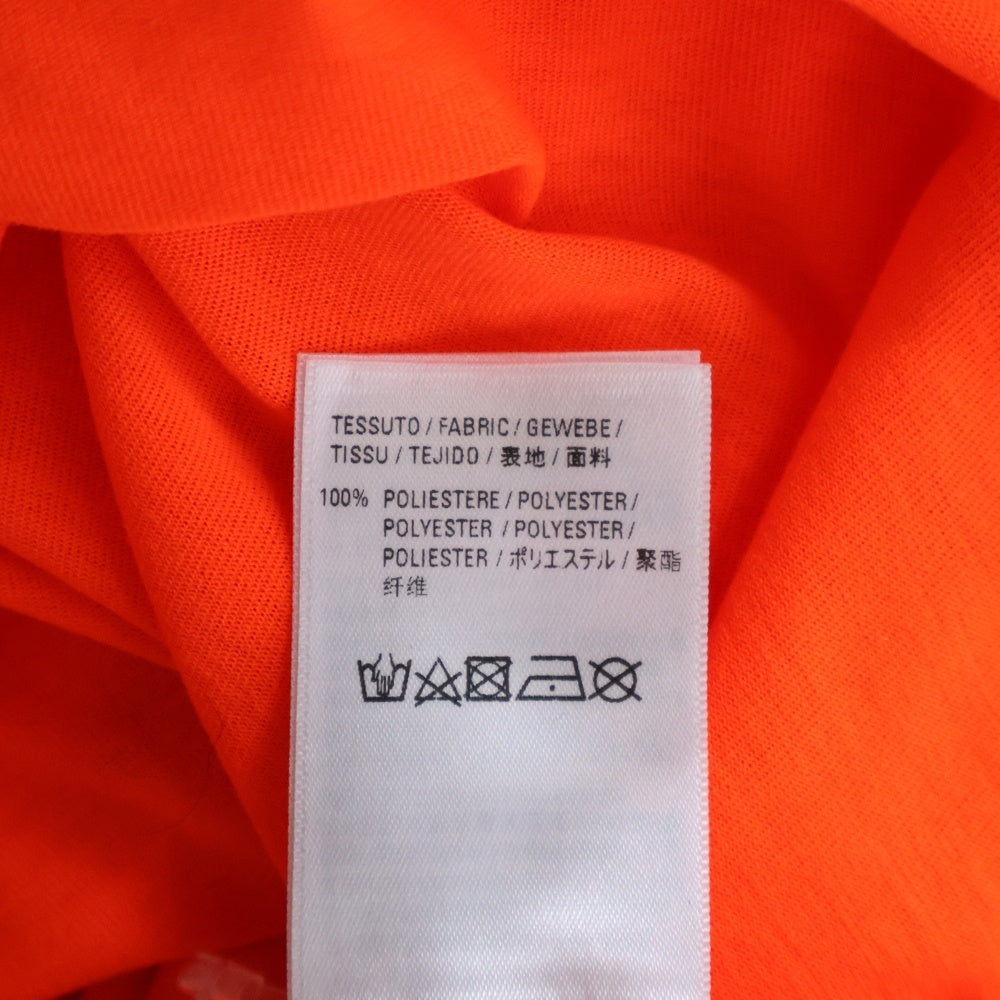 TESSUTO / FABRIC / GEWEBE /
TISSU / TEJIDO / 表地 / 面料
100% POLIESTERE / POLYESTER /
POLYESTER / POLYESTER /
POLIESTER / ポリエステル / 聚酯
纤维